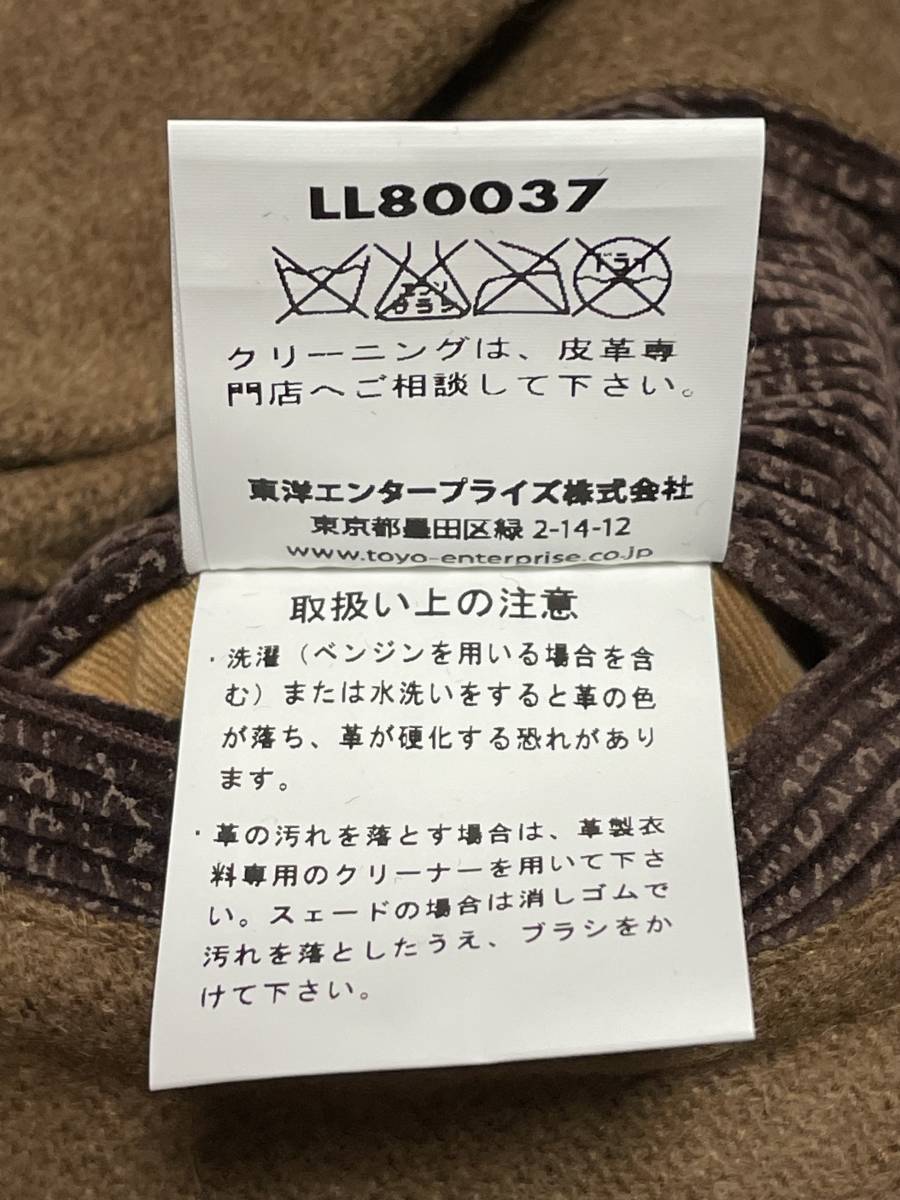 LL80037
エンソ
サラシ
ドライ
クリーニングは、皮革専
門店へご相談して下さい。
東洋エンタープライズ株式会社
東京都墨田区緑 2-14-12
www.toyo-enterprise.co.jp
取扱い上の注意
・洗濯（ベンジンを用いる場合を含
む）または水洗いをすると革の色
が落ち、革が硬化する恐れがあり
ます。
・革の汚れを落とす場合は、革製衣
料専用のクリーナーを用いて下さ
い。スェードの場合は消しゴムで
汚れを落としたうえ、ブラシをか
けて下さい。